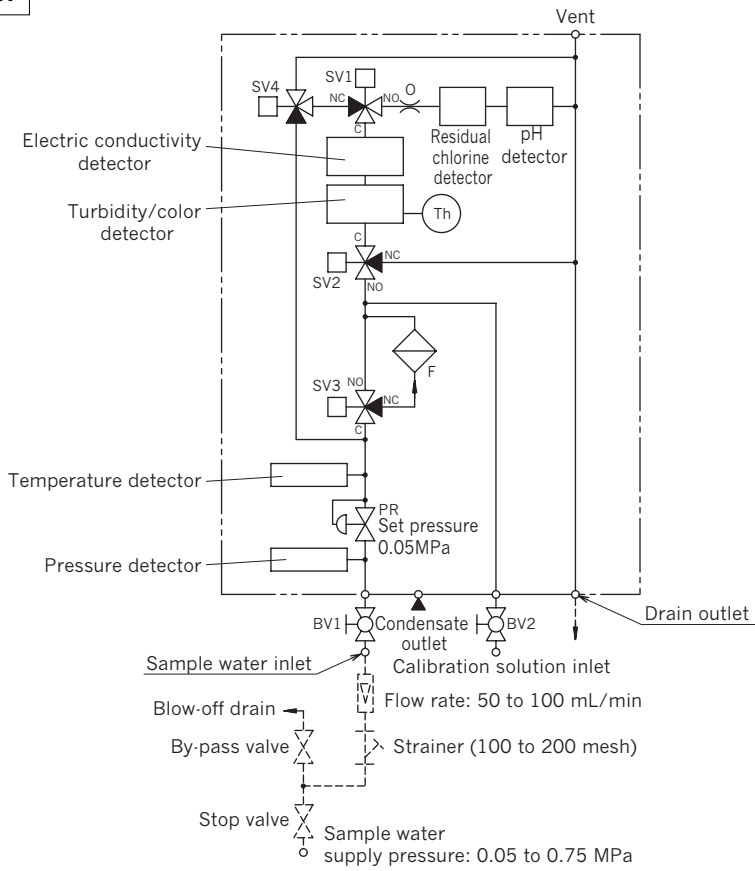 Vent
SV1
SV4
NC
NO
O
C
Electric conductivity
detector
Residual
chlorine
detector
pH
detector
Turbidity/color
detector
Th
C
NC
SV2
NO
F
NO
SV3
NC
C
Temperature detector
PR
Set pressure
0.05MPa
Pressure detector
Drain outlet
BV1
Condensate
outlet
BV2
Sample water inlet
Calibration solution inlet
Flow rate: 50 to 100 mL/min
Blow-off drain
By-pass valve
Strainer (100 to 200 mesh)
Stop valve
Sample water
supply pressure: 0.05 to 0.75 MPa